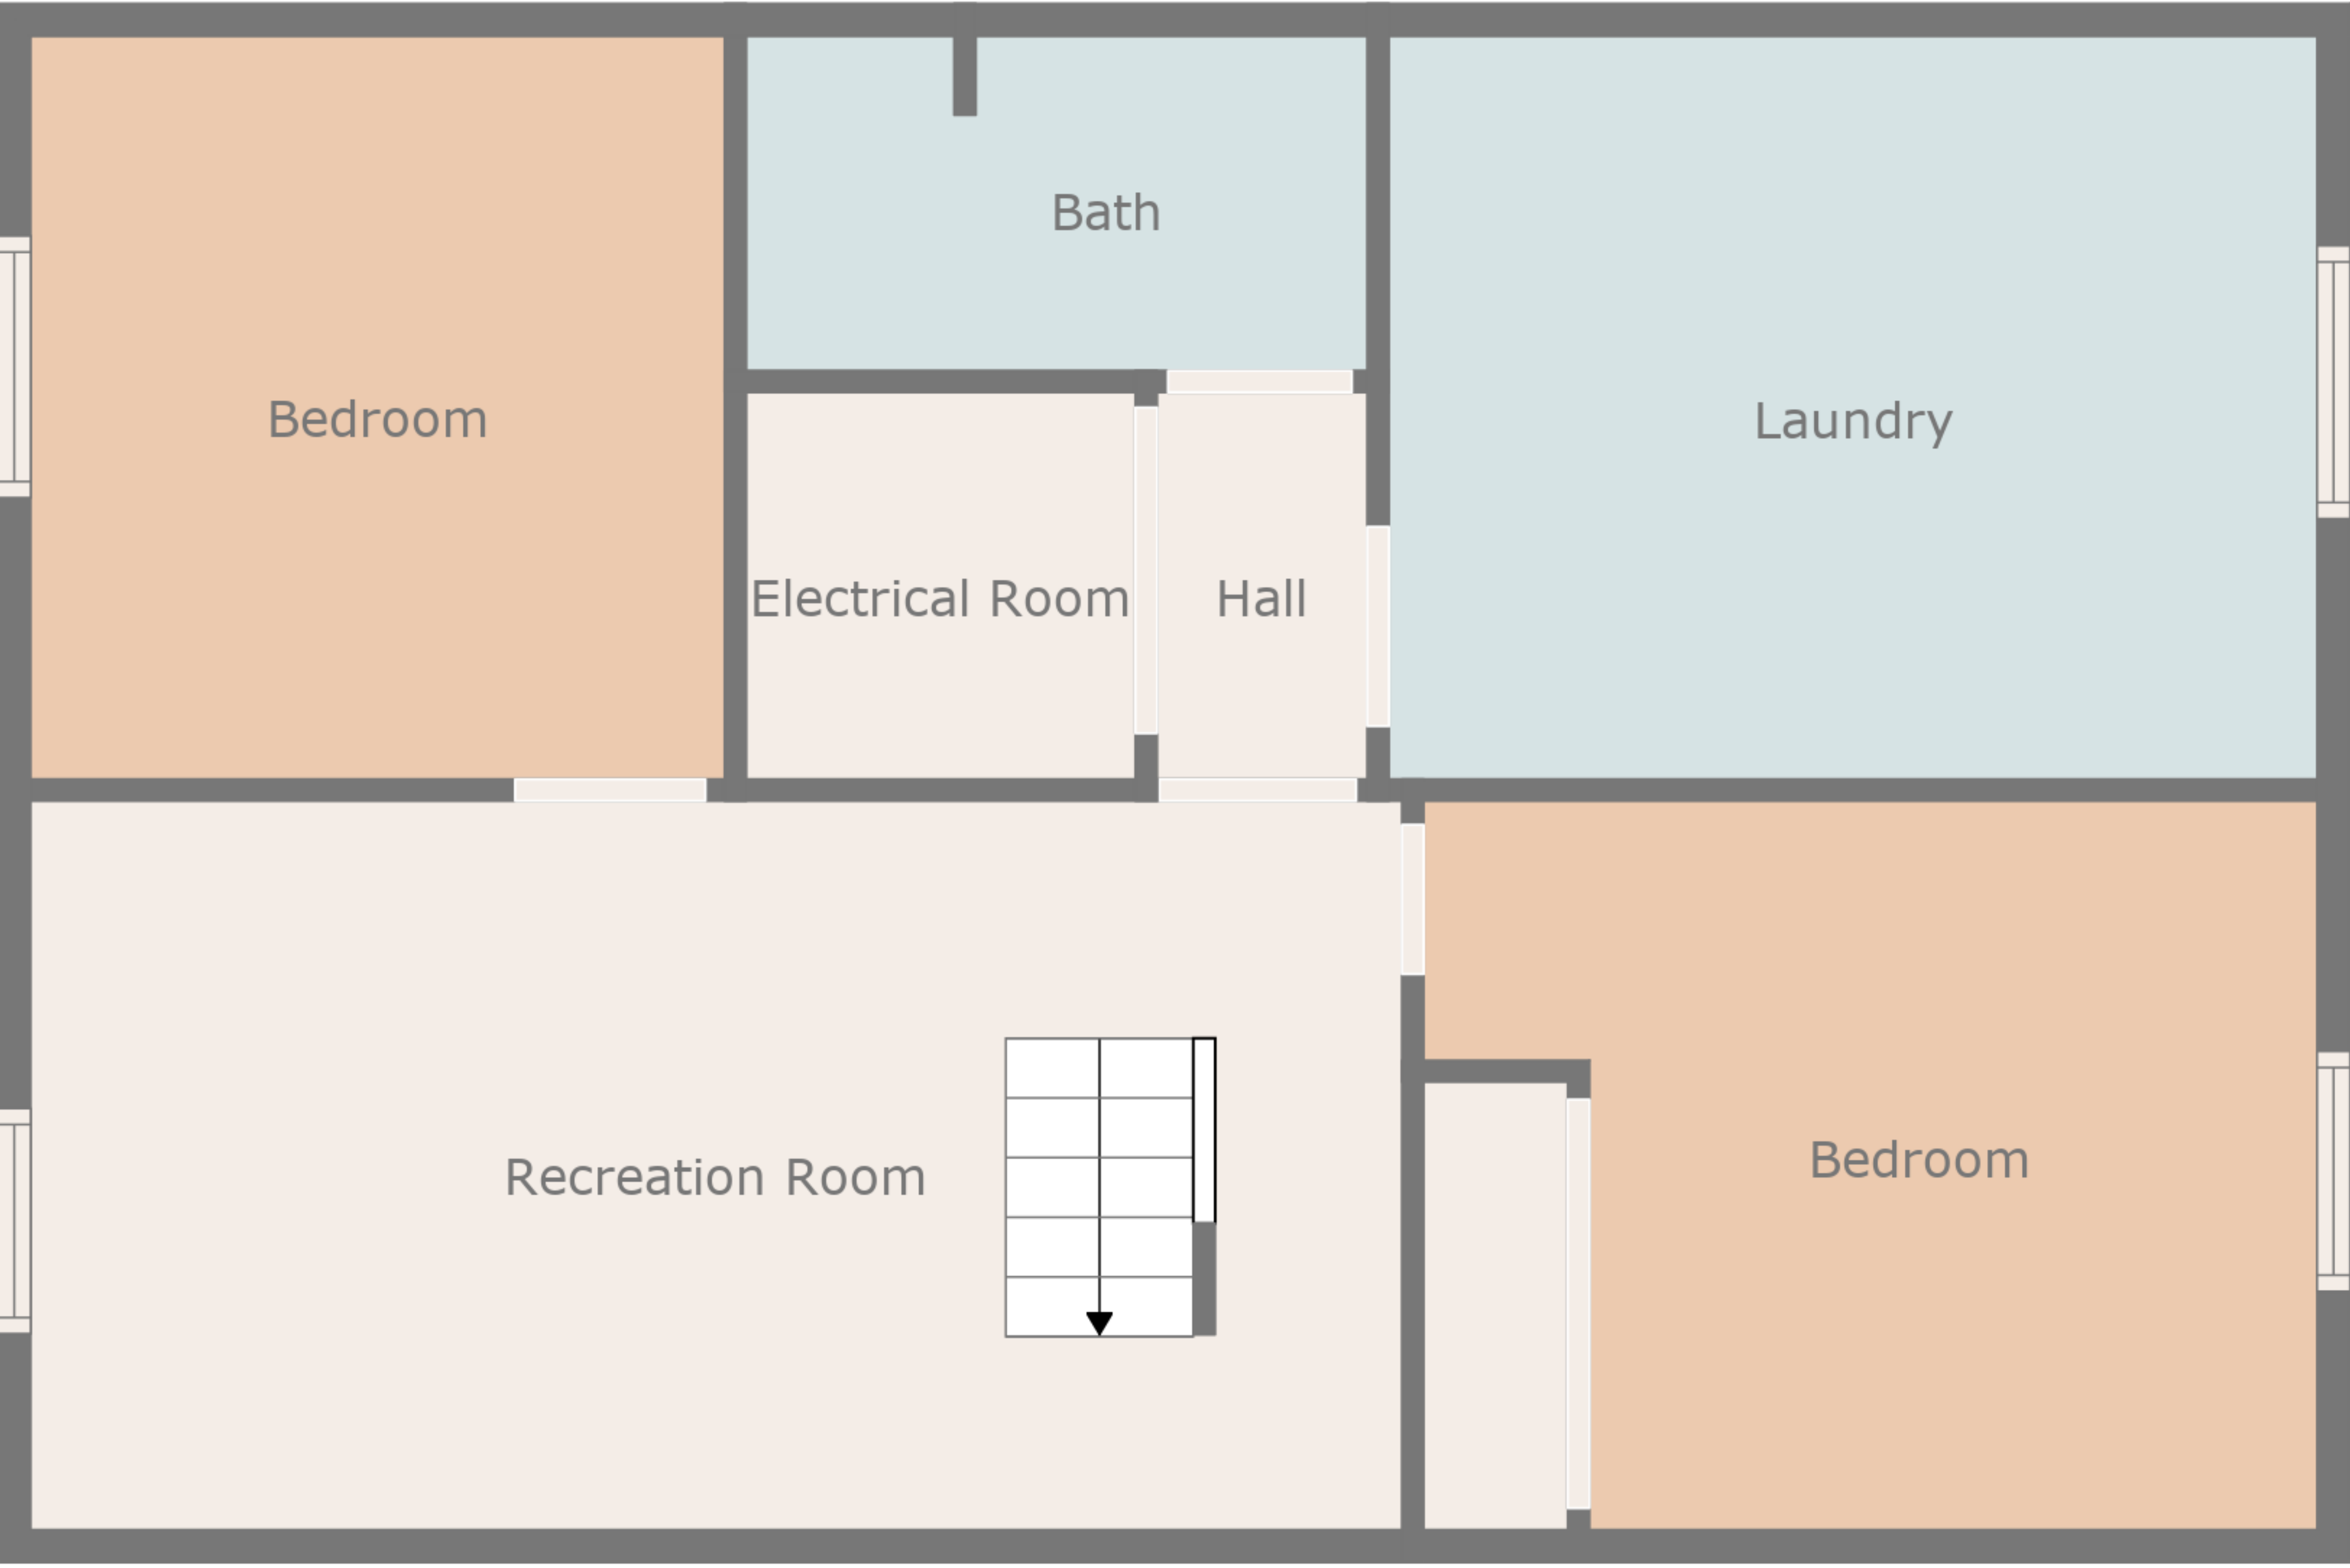 Bath
Bedroom
Laundry
Electrical Room
Hall
Recreation Room
Bedroom